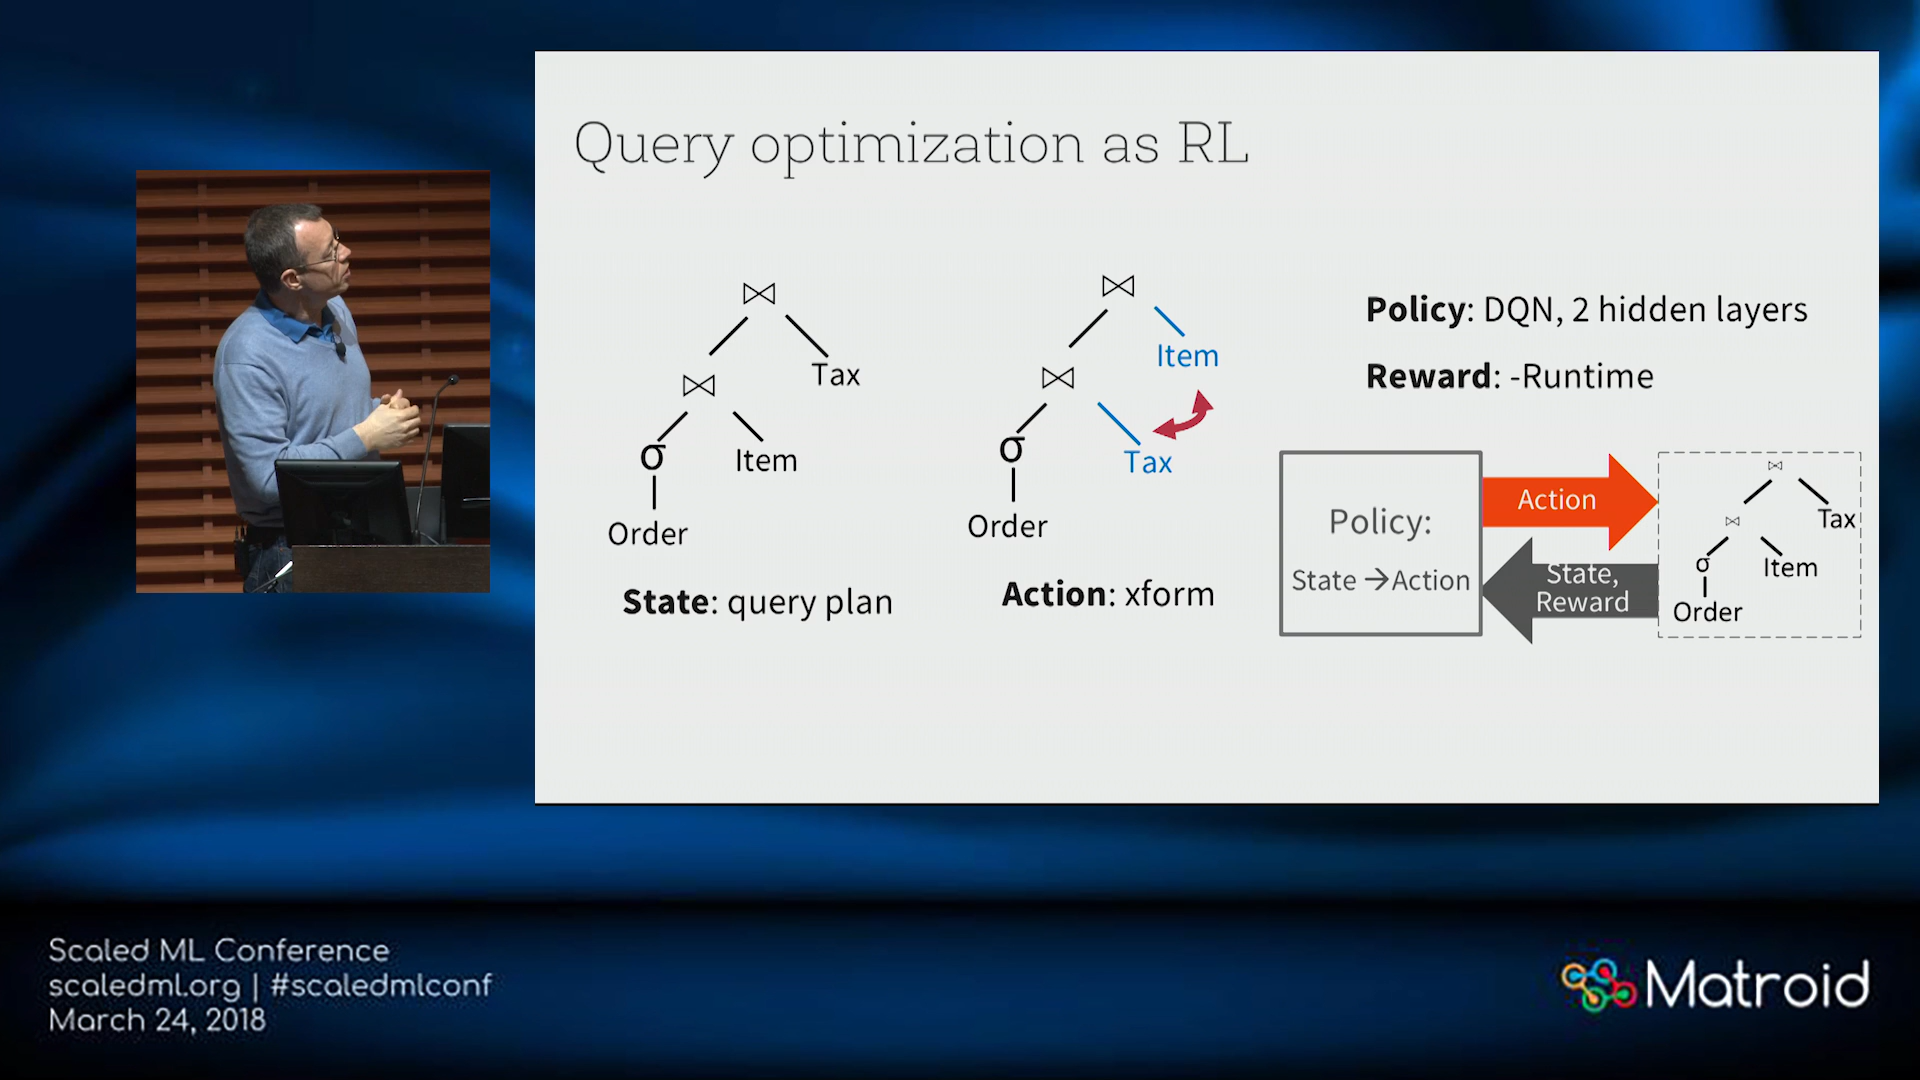 Query optimization as RL
⋈
Tax
⋈
σ
Item
Order
State: query plan
⋈
Item
⋈
σ
Tax
Order
Action: xform
Policy: DQN, 2 hidden layers
Reward: -Runtime
Policy:
State →Action
Action
State,
Reward
⋈
Tax
⋈
σ
Item
Order
Scaled ML Conference
scaledml.org | #scaledmlconf
March 24, 2018
Matroid